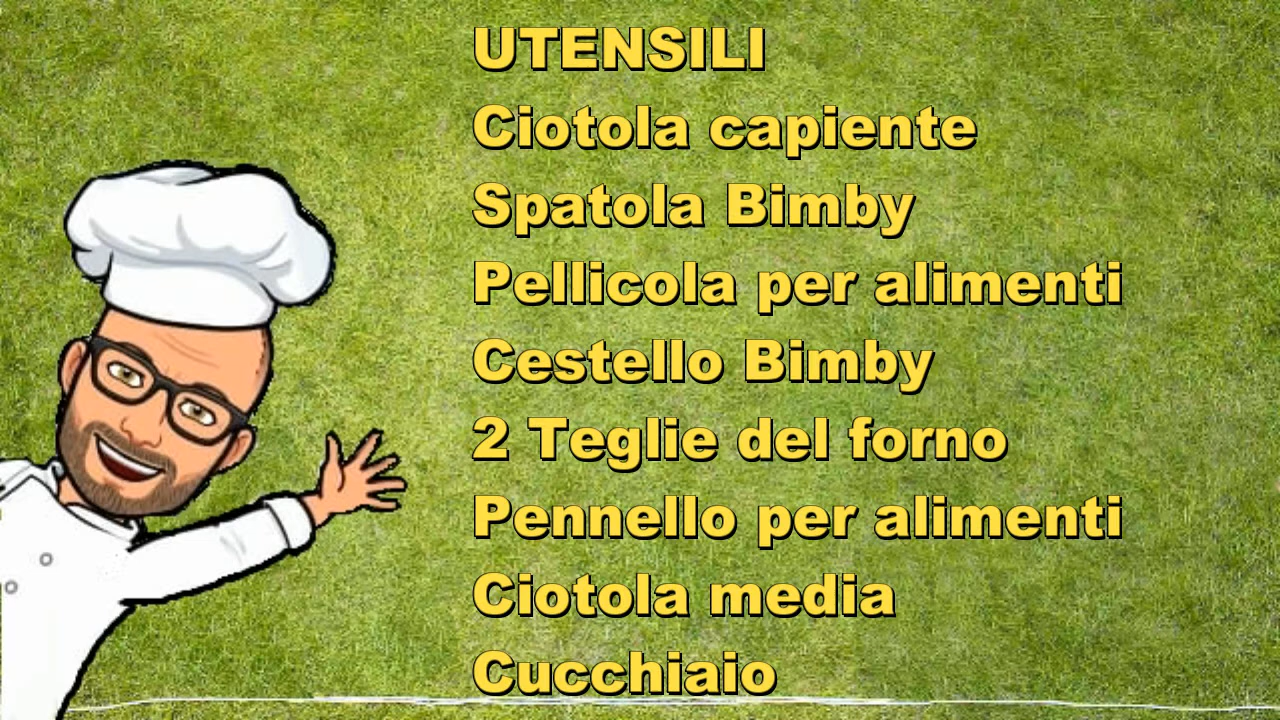 UTENSILI
Ciotola capiente
Spatola Bimby
Pellicola per alimenti
Cestello Bimby
2 Teglie del forno
Pennello per alimenti
Ciotola media
Cucchiaio